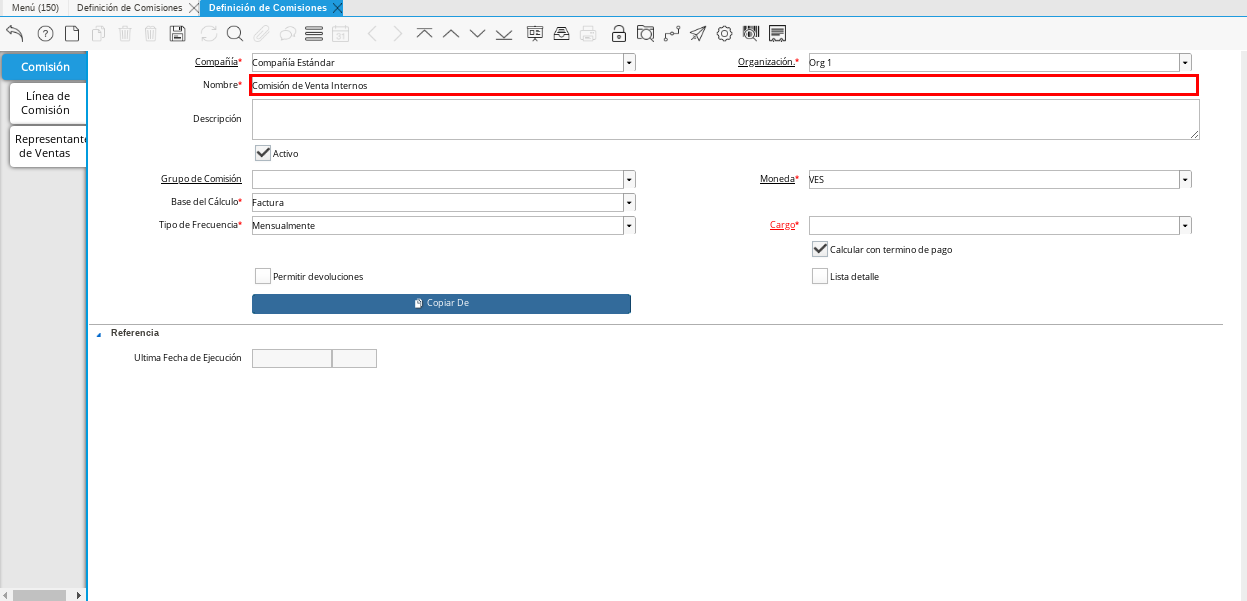 Menú (150) Definición de Comisiones Definición de Comisiones
31
Comisión
Línea de
Comisión
Representante
de Ventas
Compañía* Compañía Estándar Organización.* Org 1
Nombre* Comisión de Venta Internos
Descripción
Activo
Grupo de Comisión Moneda* VES
Base del Cálculo* Factura
Tipo de Frecuencia* Mensualmente Cargo*
Calcular con termino de pago
Permitir devoluciones Lista detalle
Copiar De
Referencia
Ultima Fecha de Ejecución